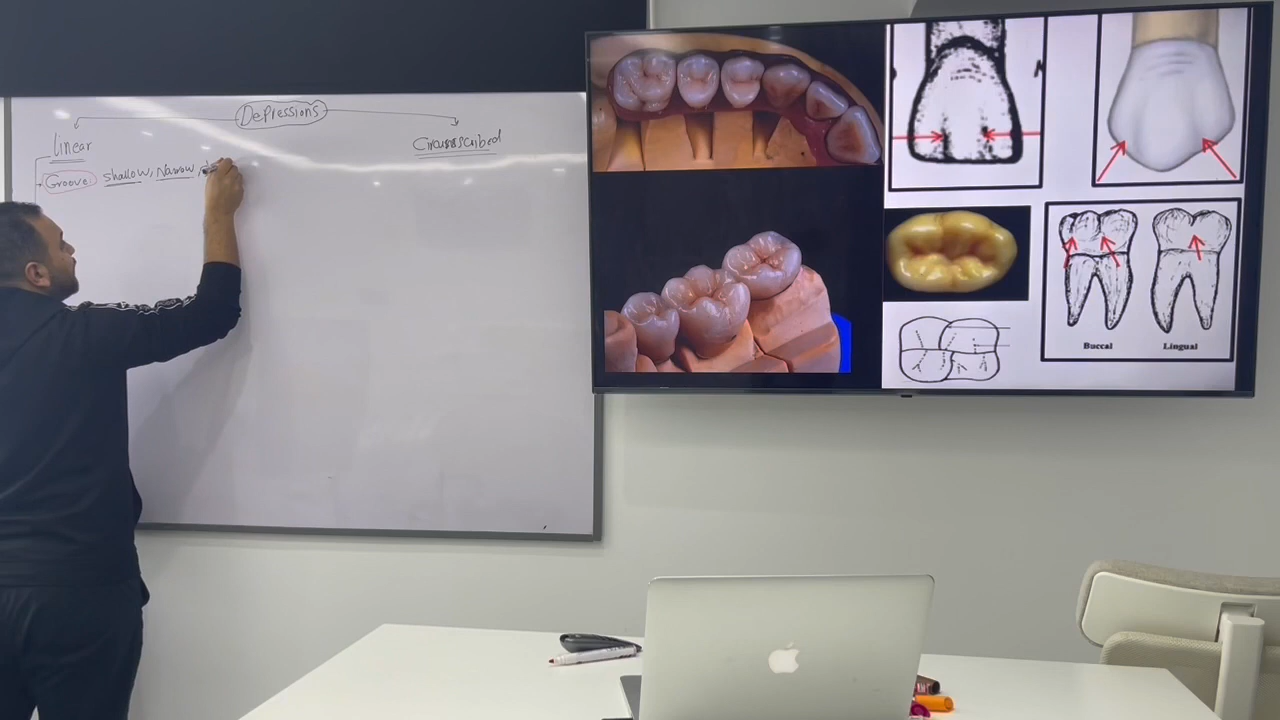 Depressions
Linear
Circumscribed
Groove: shallow, Narrow,
Buccal
Lingual